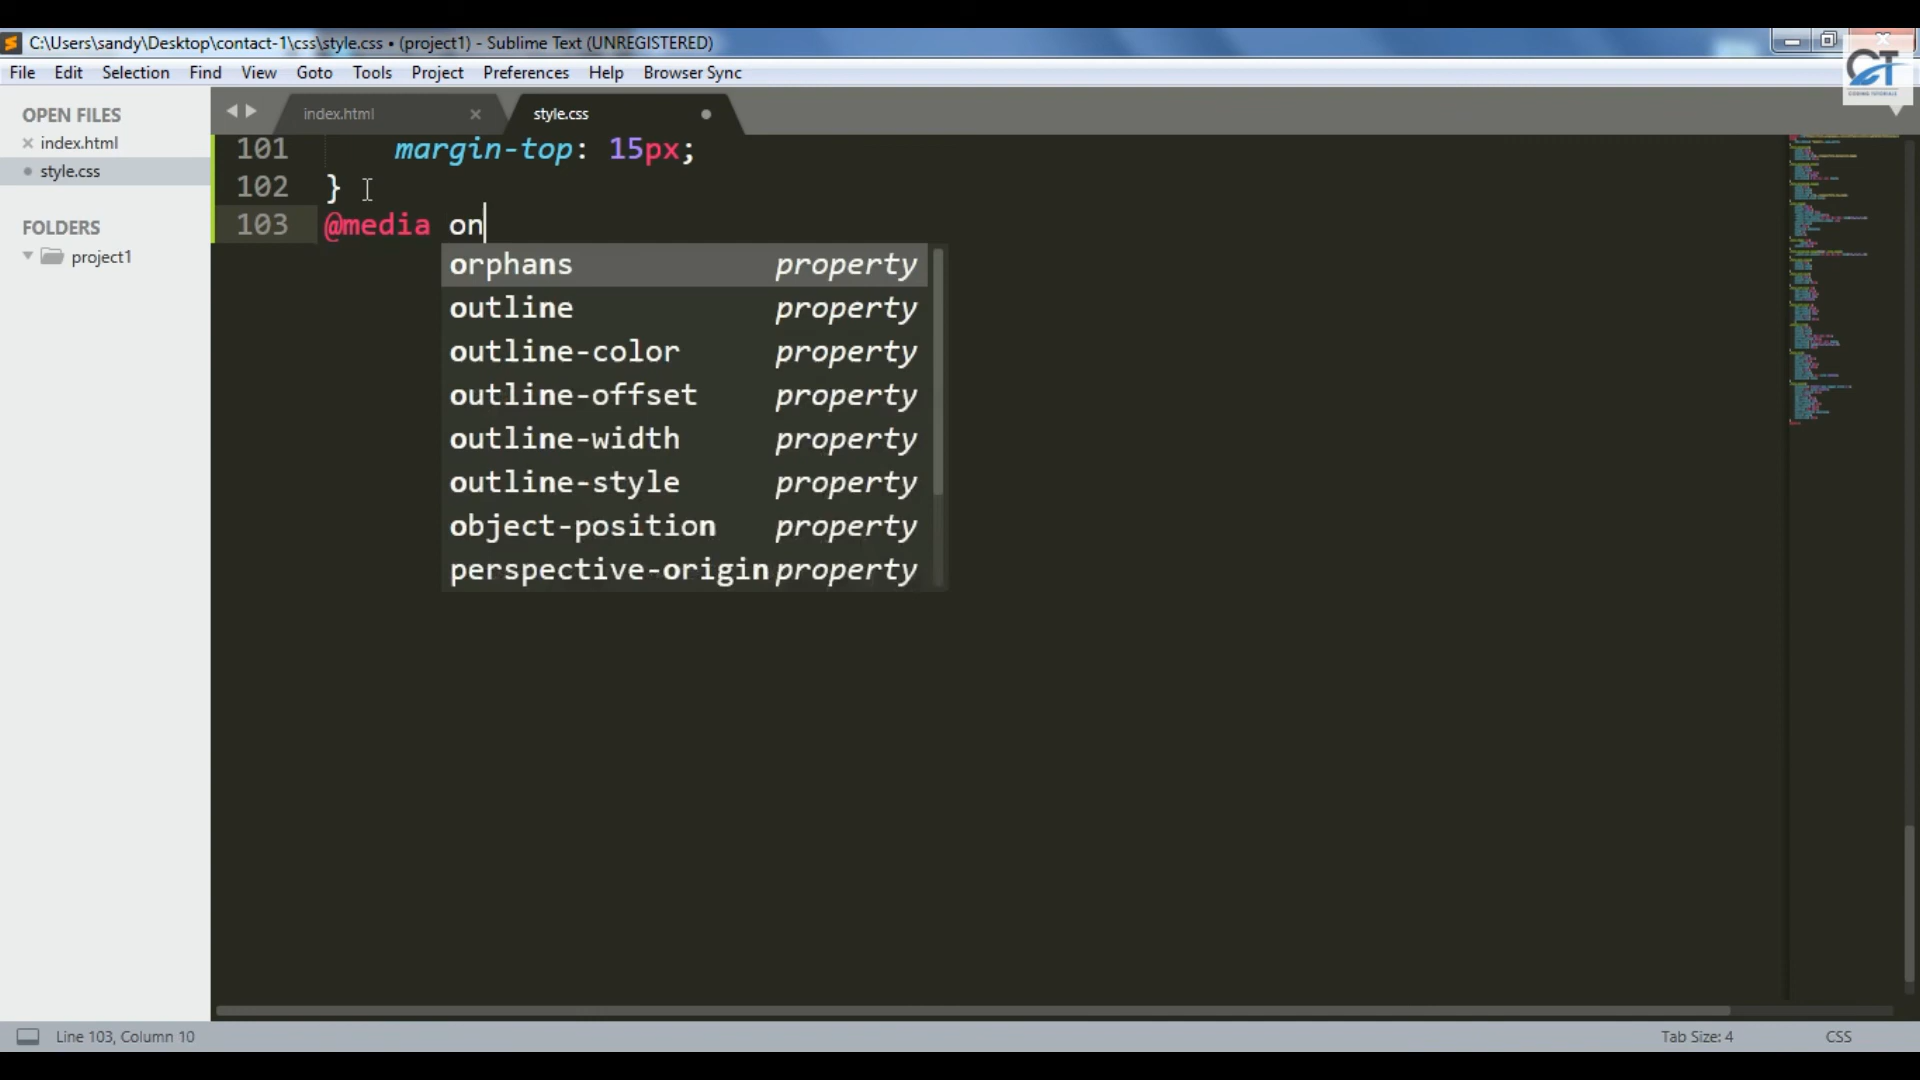 C:\Users\sandy\Desktop\contact-1\css\style.css • (project1) - Sublime Text (UNREGISTERED)
File Edit Selection Find View Goto Tools Project Preferences Help Browser Sync
CT
OPEN FILES
index.html
style.css
FOLDERS
project1
index.html
style.css
101 margin-top: 15px;
102 }
103 @media on
orphans property
outline property
outline-color property
outline-offset property
outline-width property
outline-style property
object-position property
perspective-origin property
Line 103, Column 10
Tab Size: 4
CSS